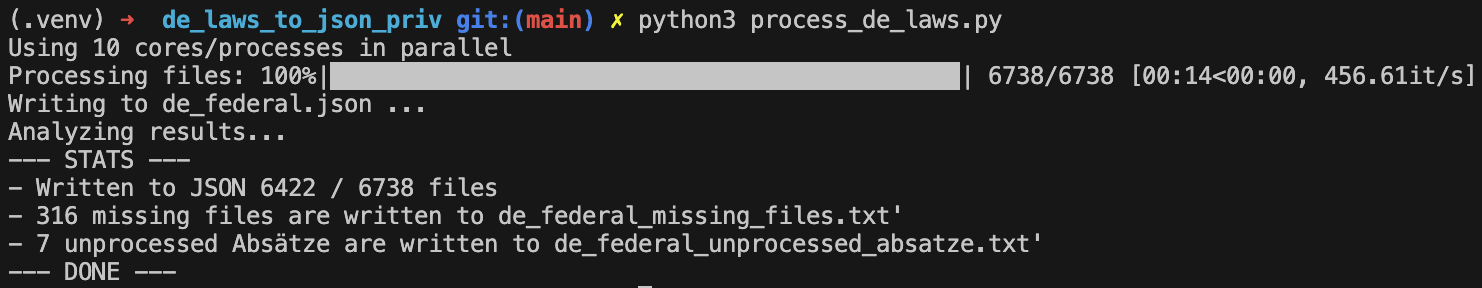 (.venv) → de_laws_to_json_priv git:(main) ✗ python3 process_de_laws.py
Using 10 cores/processes in parallel
Processing files: 100%|██████████████████████████████| 6738/6738 [00:14<00:00, 456.61it/s]
Writing to de_federal.json ...
Analyzing results...
--- STATS ---
- Written to JSON 6422 / 6738 files
- 316 missing files are written to de_federal_missing_files.txt'
- 7 unprocessed Absätze are written to de_federal_unprocessed_absatze.txt'
--- DONE ---